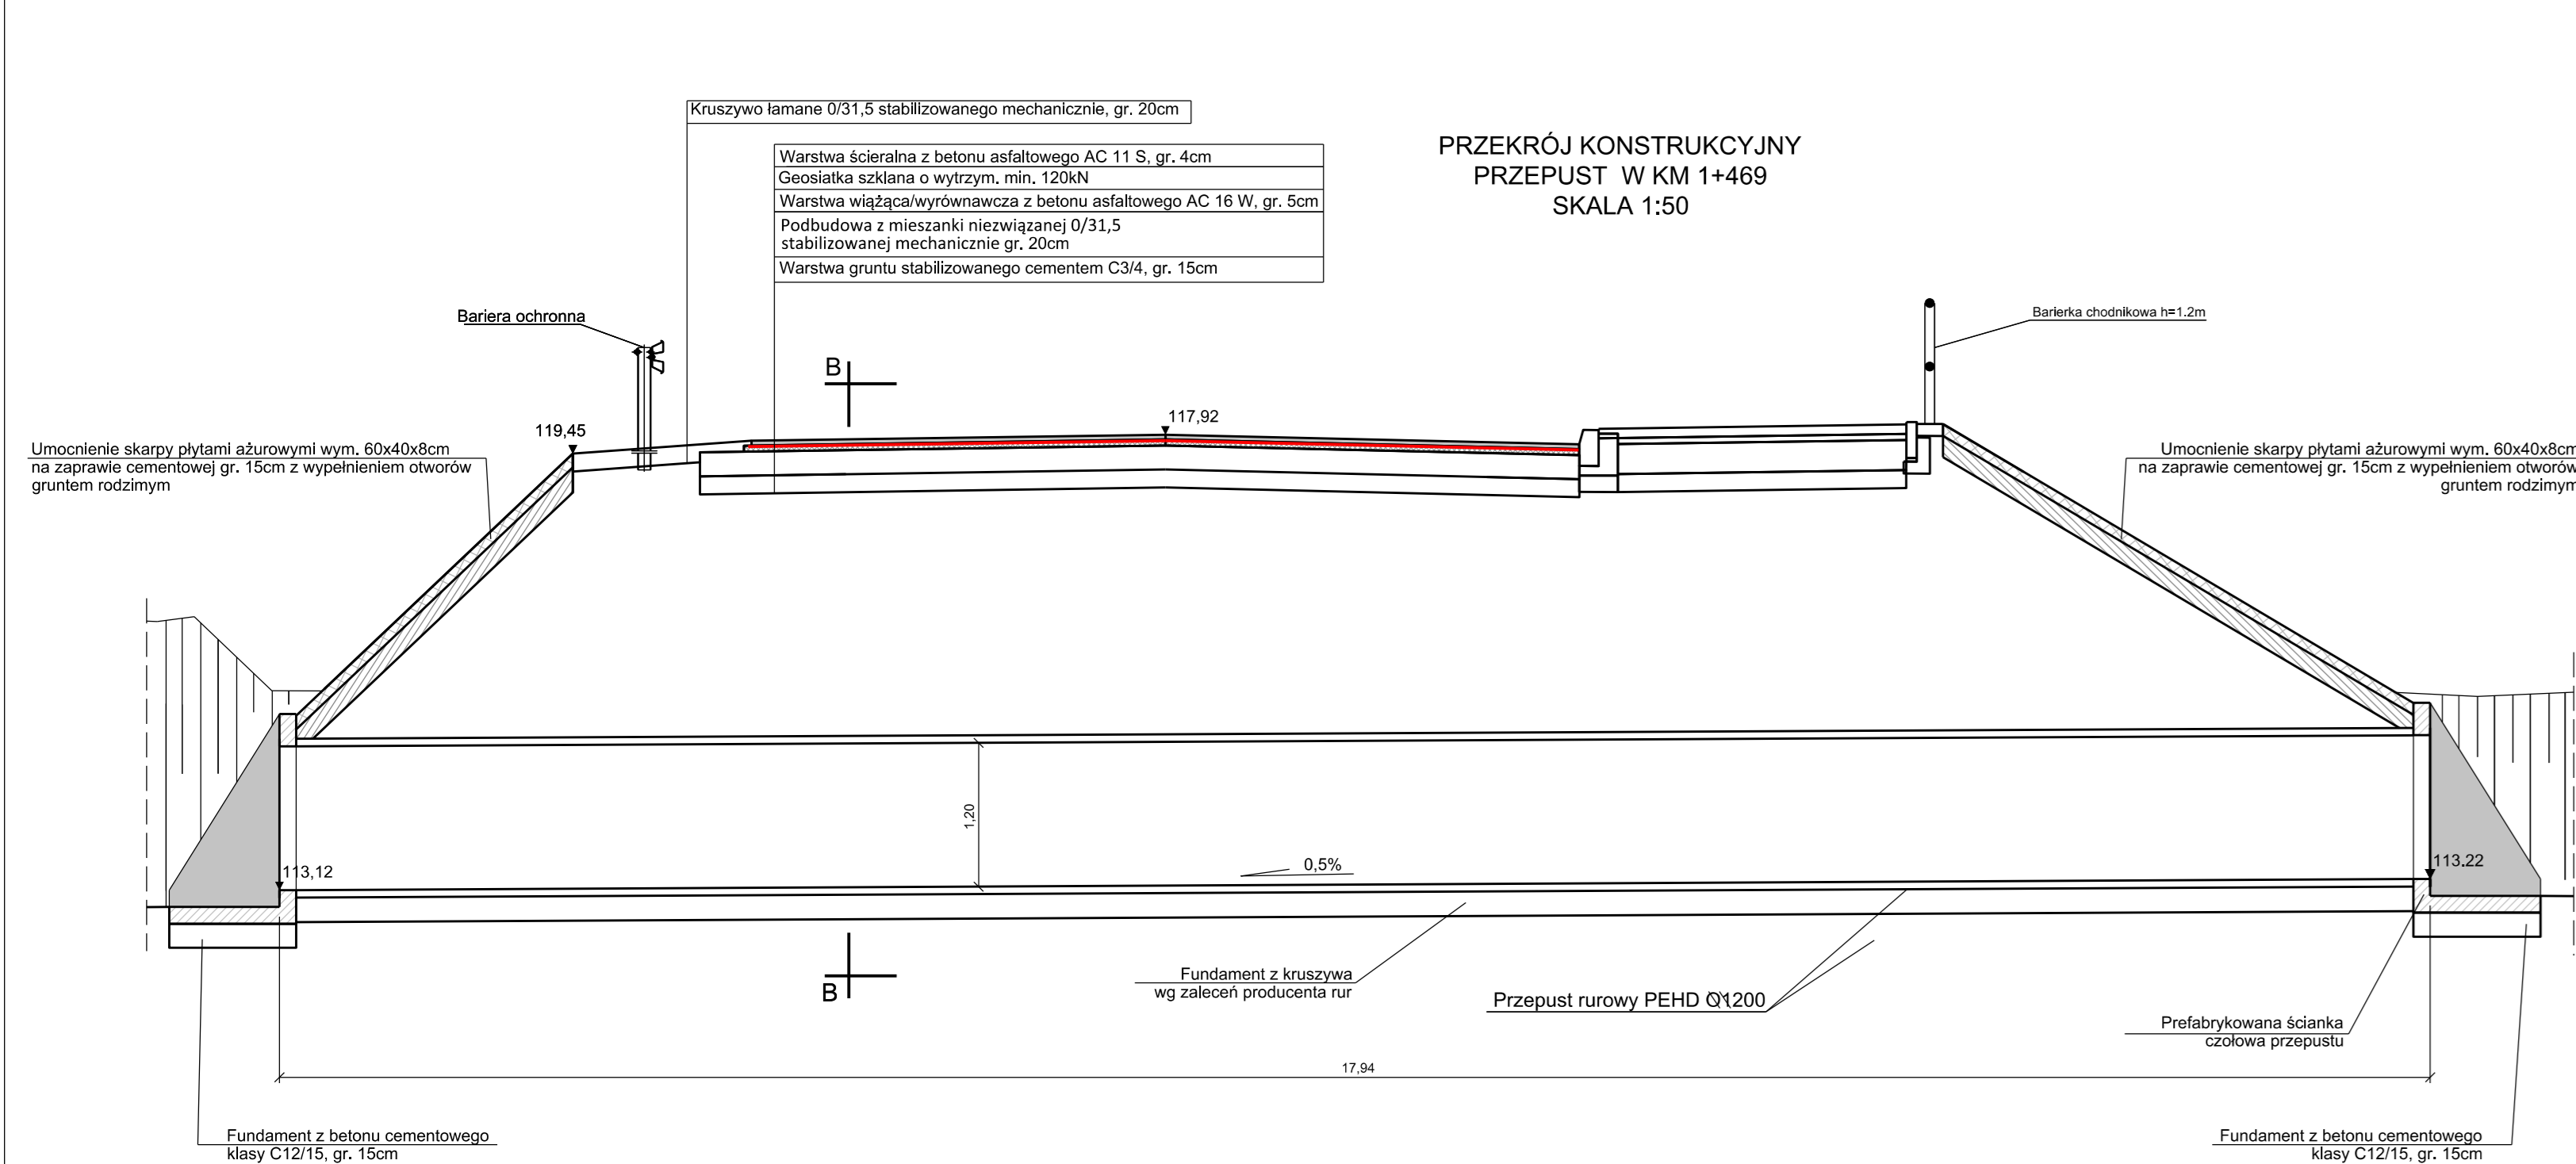 Kruszywo łamane 0/31,5 stabilizowanego mechanicznie, gr. 20cm
Warstwa ścieralna z betonu asfaltowego AC 11 S, gr. 4cm
Geosiatka szklana o wytrzym. min. 120kN
Warstwa wiążąca/wyrównawcza z betonu asfaltowego AC 16 W, gr. 5cm
Podbudowa z mieszanki niezwiązanej 0/31,5
stabilizowanej mechanicznie gr. 20cm
Warstwa gruntu stabilizowanego cementem C3/4, gr. 15cm
PRZEKRÓJ KONSTRUKCYJNY
PRZEPUST W KM 1+469
SKALA 1:50
Bariera ochronna
Barierka chodnikowa h=1.2m
B
119,45
117,92
Umocnienie skarpy płytami ażurowymi wym. 60x40x8cm
na zaprawie cementowej gr. 15cm z wypełnieniem otworów
gruntem rodzimym
Umocnienie skarpy płytami ażurowymi wym. 60x40x8cm
na zaprawie cementowej gr. 15cm z wypełnieniem otworów
gruntem rodzimym
1,20
113,12
0,5%
113.22
B
Fundament z kruszywa
wg zaleceń producenta rur
Przepust rurowy PEHD Ø1200
Prefabrykowana ścianka
czołowa przepustu
17,94
Fundament z betonu cementowego
klasy C12/15, gr. 15cm
Fundament z betonu cementowego
klasy C12/15, gr. 15cm